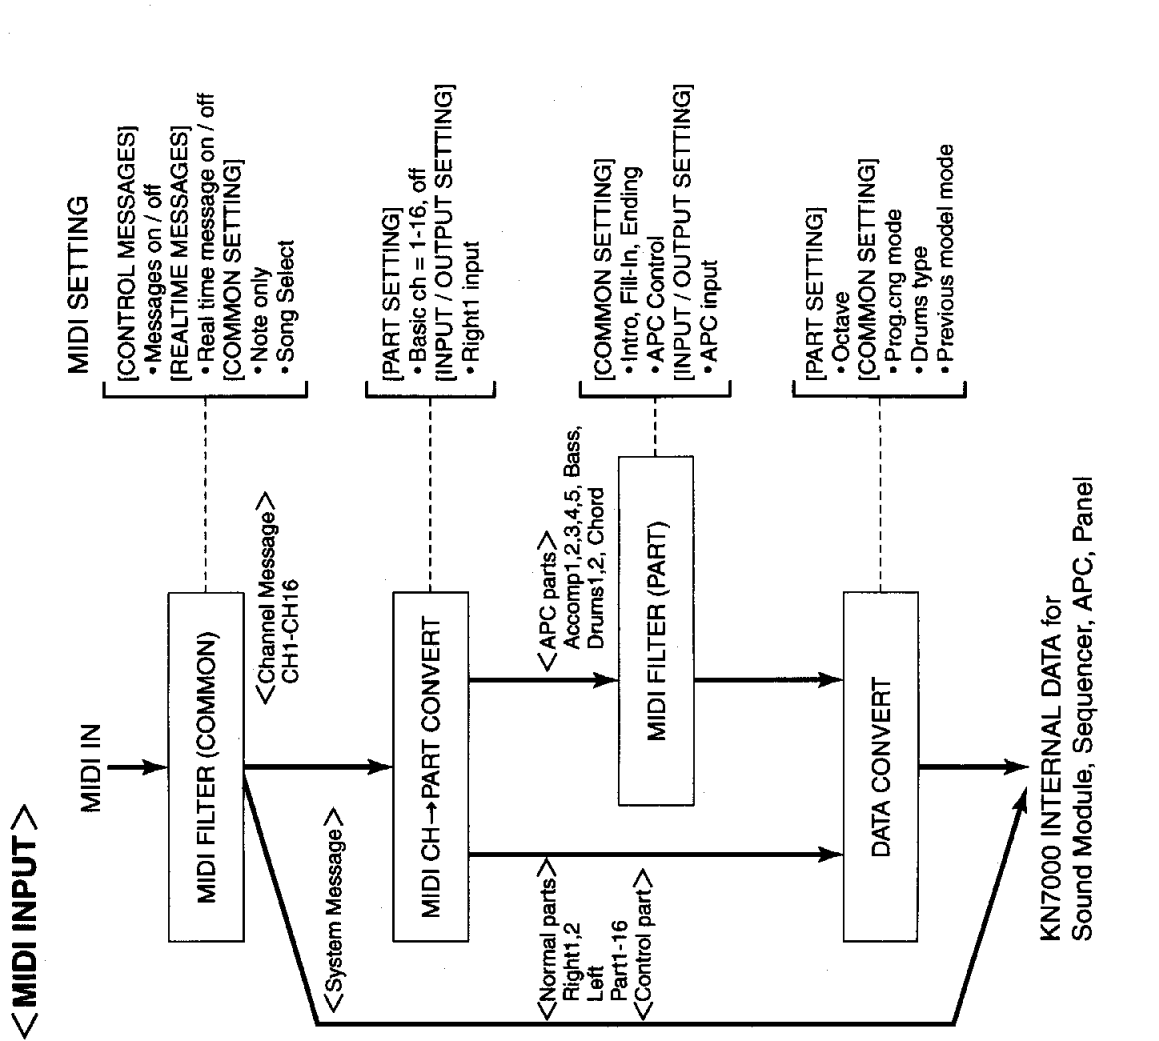 <MIDI INPUT>
MIDI IN
MIDI SETTING
MIDI FILTER (COMMON)
[CONTROL MESSAGES]
• Messages on / off
[REALTIME MESSAGES]
• Real time message on / off
[COMMON SETTING]
• Note only
• Song Select
<Channel Message>
CH1-CH16
<System Message>
MIDI CH→PART CONVERT
[PART SETTING]
• Basic ch = 1-16, off
[INPUT / OUTPUT SETTING]
• Right1 input
<Normal parts>
Right1,2
Left
Part1-16
<Control part>
<APC parts>
Accomp1,2,3,4,5, Bass,
Drums1,2, Chord
MIDI FILTER (PART)
[COMMON SETTING]
• Intro, Fill-In, Ending
• APC Control
[INPUT / OUTPUT SETTING]
• APC input
DATA CONVERT
[PART SETTING]
• Octave
[COMMON SETTING]
• Prog.cng mode
• Drums type
• Previous model mode
KN7000 INTERNAL DATA for
Sound Module, Sequencer, APC, Panel